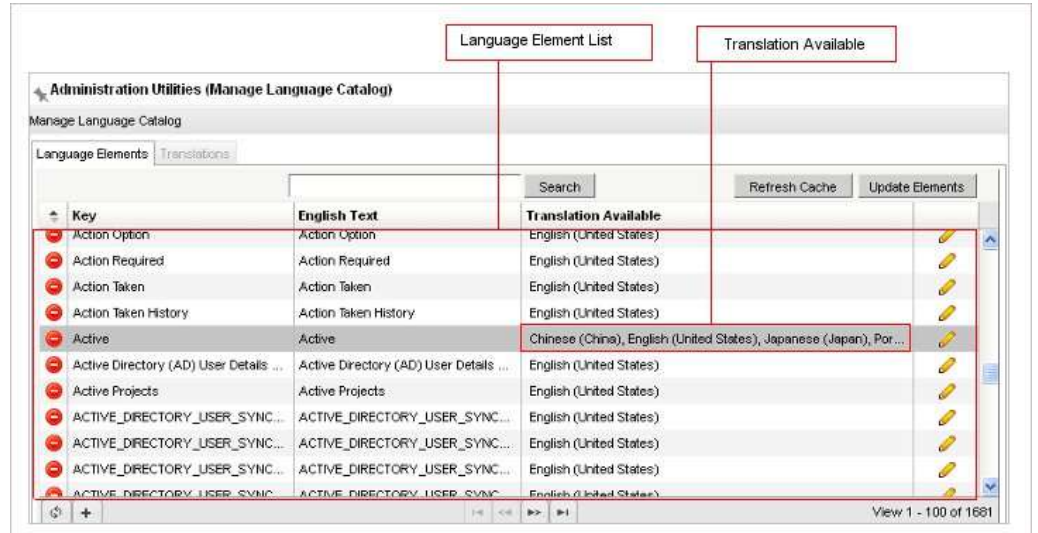 Language Element List
Translation Available
Administration Utilities (Manage Language Catalog)
Manage Language Catalog
Language Elements Translations
Search Refresh Cache Update Elements
Key English Text Translation Available
Action Option Action Option English (United States)
Action Required Action Required English (United States)
Action Taken Action Taken English (United States)
Action Taken History Action Taken History English (United States)
Active Active Chinese (China), English (United States), Japanese (Japan), Por...
Active Directory (AD) User Details ... Active Directory (AD) User Details ... English (United States)
Active Projects Active Projects English (United States)
ACTIVE_DIRECTORY_USER_SYNC... ACTIVE_DIRECTORY_USER_SYNC... English (United States)
ACTIVE_DIRECTORY_USER_SYNC... ACTIVE_DIRECTORY_USER_SYNC... English (United States)
ACTIVE_DIRECTORY_USER_SYNC... ACTIVE_DIRECTORY_USER_SYNC... English (United States)
ACTIVE_DIRECTORY_USER_SYNC... ACTIVE_DIRECTORY_USER_SYNC... English (United States)
View 1 - 100 of 1681